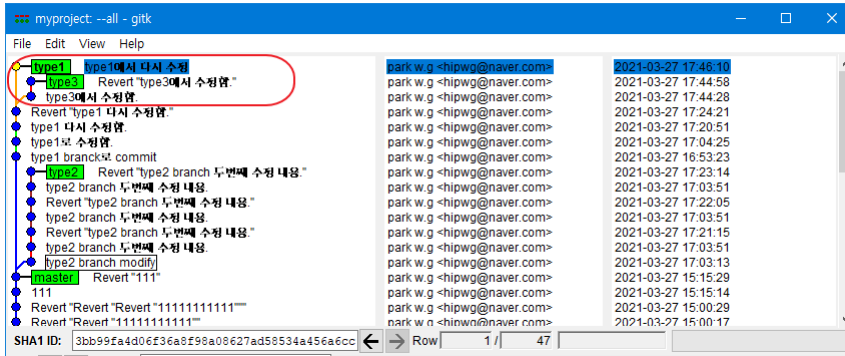 myproject: --all - gitk
File Edit View Help
type1 type1에서 다시 수정 park w.g <hipwg@naver.com> 2021-03-27 17:46:10
type3 Revert "type3에서 수정함." park w.g <hipwg@naver.com> 2021-03-27 17:44:58
type3에서 수정함. park w.g <hipwg@naver.com> 2021-03-27 17:44:28
Revert "type1 다시 수정함." park w.g <hipwg@naver.com> 2021-03-27 17:24:21
type1 다시 수정함. park w.g <hipwg@naver.com> 2021-03-27 17:20:51
type1로 수정함. park w.g <hipwg@naver.com> 2021-03-27 17:04:25
type1 branck로 commit park w.g <hipwg@naver.com> 2021-03-27 16:53:23
type2 Revert "type2 branch 두번째 수정 내용." park w.g <hipwg@naver.com> 2021-03-27 17:23:14
type2 branch 두번째 수정 내용. park w.g <hipwg@naver.com> 2021-03-27 17:03:51
Revert "type2 branch 두번째 수정 내용." park w.g <hipwg@naver.com> 2021-03-27 17:22:05
type2 branch 두번째 수정 내용. park w.g <hipwg@naver.com> 2021-03-27 17:03:51
Revert "type2 branch 두번째 수정 내용." park w.g <hipwg@naver.com> 2021-03-27 17:21:15
type2 branch 두번째 수정 내용. park w.g <hipwg@naver.com> 2021-03-27 17:03:51
type2 branch modify park w.g <hipwg@naver.com> 2021-03-27 17:03:13
master Revert "111" park w.g <hipwg@naver.com> 2021-03-27 15:15:29
111 park w.g <hipwg@naver.com> 2021-03-27 15:15:14
Revert "Revert "Revert "11111111111"""" park w.g <hipwg@naver.com> 2021-03-27 15:00:29
Revert "Revert "11111111111"" park w.g <hipwg@naver.com> 2021-03-27 15:00:17
SHA1 ID: 3bb99fa4d06f36a8f98a08627ad58534a456a6cc Row 1 / 47